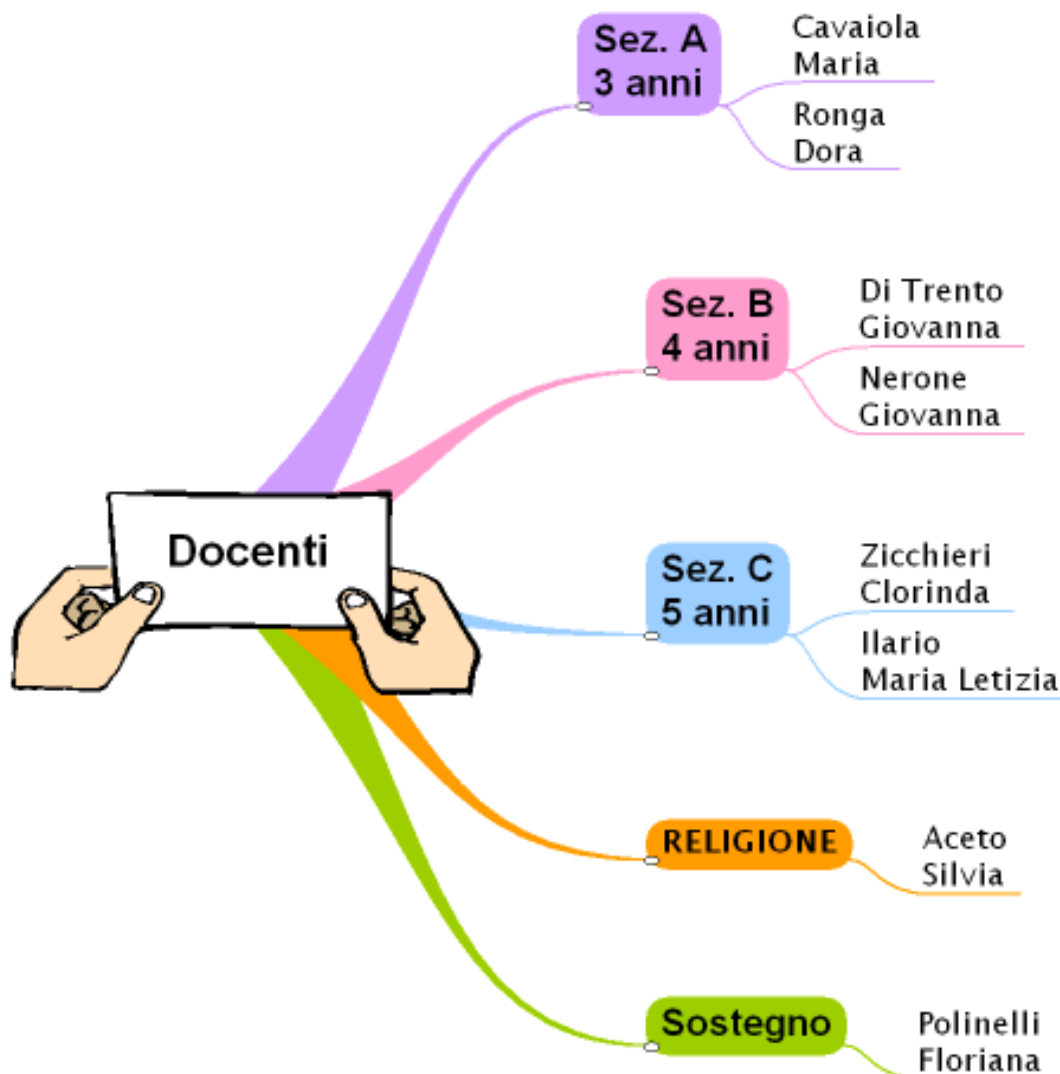 Docenti
Sez. A
3 anni
Cavaiola
Maria
Ronga
Dora
Sez. B
4 anni
Di Trento
Giovanna
Nerone
Giovanna
Sez. C
5 anni
Zicchieri
Clorinda
Ilario
Maria Letizia
RELIGIONE
Aceto
Silvia
Sostegno
Polinelli
Floriana